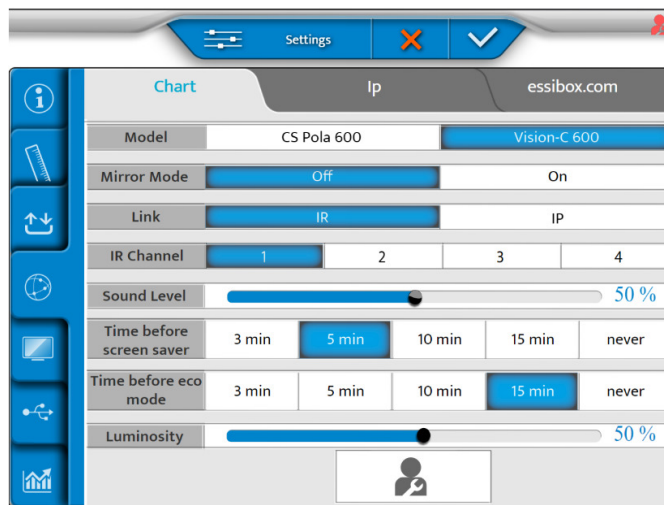 Settings
Chart Ip essibox.com
Model CS Pola 600 Vision-C 600
Mirror Mode Off On
Link IR IP
IR Channel 1 2 3 4
Sound Level 50 %
Time before
screen saver 3 min 5 min 10 min 15 min never
Time before eco
mode 3 min 5 min 10 min 15 min never
Luminosity 50 %